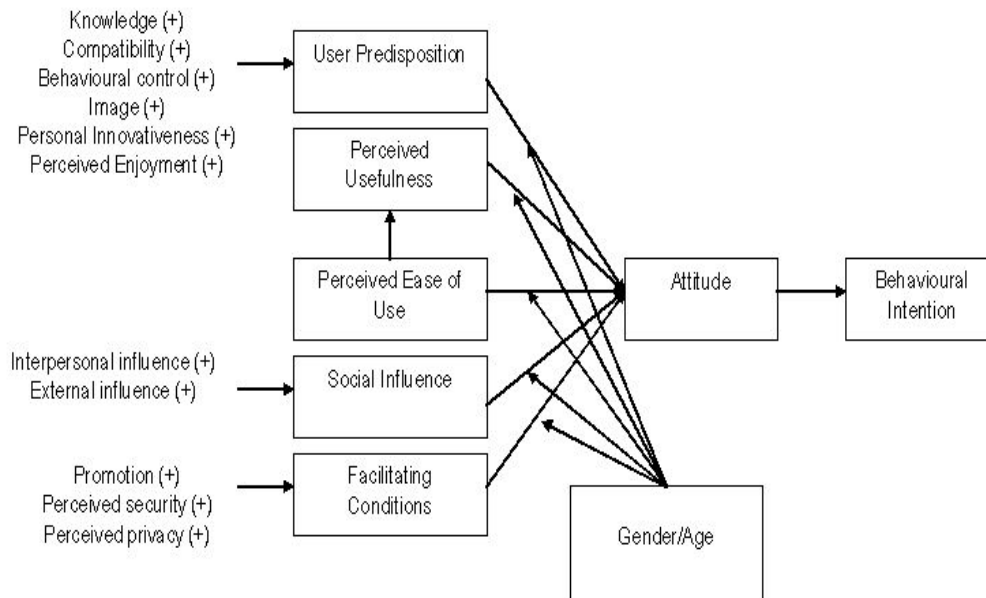 Knowledge (+)
Compatibility (+)
Behavioural control (+)
Image (+)
Personal Innovativeness (+)
Perceived Enjoyment (+)
User Predisposition
Perceived
Usefulness
Perceived Ease of
Use
Attitude
Behavioural
Intention
Interpersonal influence (+)
External influence (+)
Social Influence
Promotion (+)
Perceived security (+)
Perceived privacy (+)
Facilitating
Conditions
Gender/Age